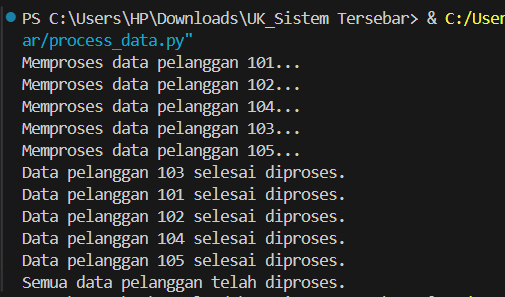 PS C:\Users\HP\Downloads\UK_Sistem Tersebar> & C:/User
ar/process_data.py"
Memproses data pelanggan 101...
Memproses data pelanggan 102...
Memproses data pelanggan 104...
Memproses data pelanggan 103...
Memproses data pelanggan 105...
Data pelanggan 103 selesai diproses.
Data pelanggan 101 selesai diproses.
Data pelanggan 102 selesai diproses.
Data pelanggan 104 selesai diproses.
Data pelanggan 105 selesai diproses.
Semua data pelanggan telah diproses.